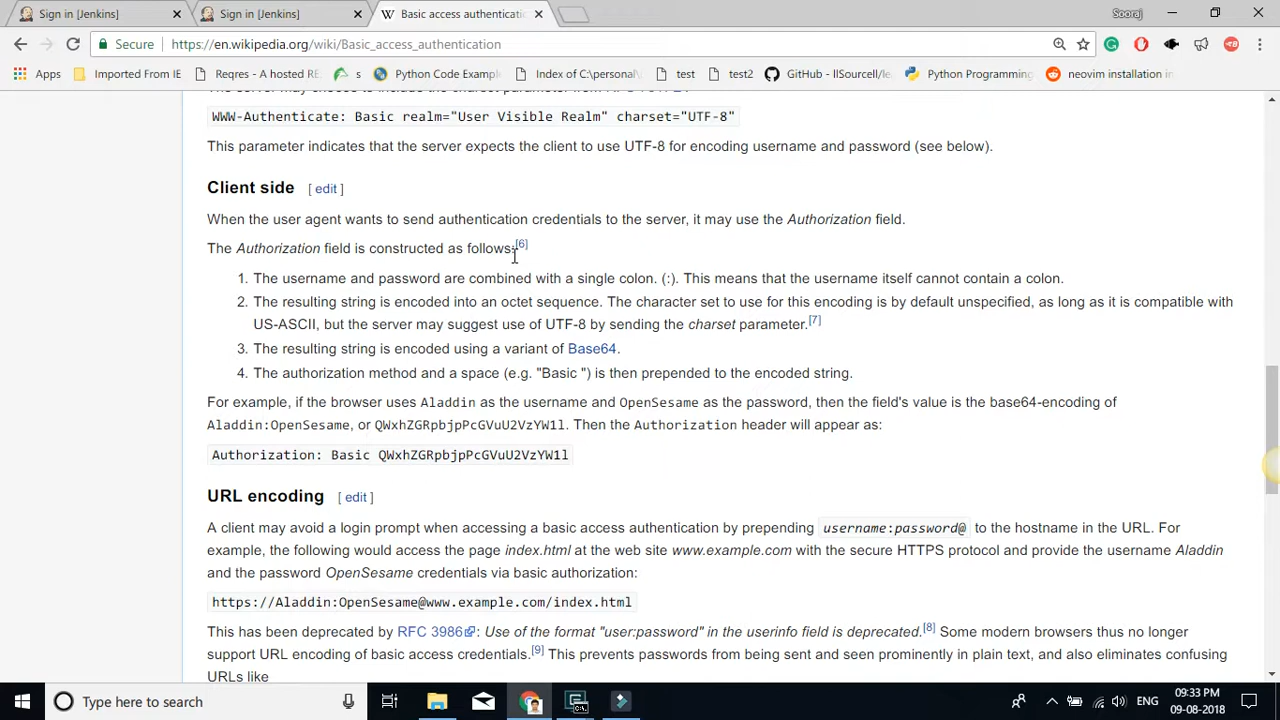 Sign in [Jenkins]
Sign in [Jenkins]
Basic access authentication
Sooraj
Secure
https://en.wikipedia.org/wiki/Basic_access_authentication
Apps
Imported From IE
Reqres - A hosted RE
s
Python Code Example
Index of C:\personal\
test
test2
GitHub - llSourcell/le
Python Programming
neovim installation in
WWW-Authenticate: Basic realm="User Visible Realm" charset="UTF-8"
This parameter indicates that the server expects the client to use UTF-8 for encoding username and password (see below).
Client side [ edit ]
When the user agent wants to send authentication credentials to the server, it may use the Authorization field.
The Authorization field is constructed as follows:[6]
1. The username and password are combined with a single colon. (:). This means that the username itself cannot contain a colon.
2. The resulting string is encoded into an octet sequence. The character set to use for this encoding is by default unspecified, as long as it is compatible with
US-ASCII, but the server may suggest use of UTF-8 by sending the charset parameter.[7]
3. The resulting string is encoded using a variant of Base64.
4. The authorization method and a space (e.g. "Basic ") is then prepended to the encoded string.
For example, if the browser uses Aladdin as the username and OpenSesame as the password, then the field's value is the base64-encoding of
Aladdin:OpenSesame, or QWxhZGRpbjpPcGVuU2VzYW1l. Then the Authorization header will appear as:
Authorization: Basic QWxhZGRpbjpPcGVuU2VzYW1l
URL encoding [ edit ]
A client may avoid a login prompt when accessing a basic access authentication by prepending username:password@ to the hostname in the URL. For
example, the following would access the page index.html at the web site www.example.com with the secure HTTPS protocol and provide the username Aladdin
and the password OpenSesame credentials via basic authorization:
https://Aladdin:OpenSesame@www.example.com/index.html
This has been deprecated by RFC 3986: Use of the format "user:password" in the userinfo field is deprecated.[8] Some modern browsers thus no longer
support URL encoding of basic access credentials.[9] This prevents passwords from being sent and seen prominently in plain text, and also eliminates confusing
URLs like
Type here to search
ENG
09:33 PM
09-08-2018